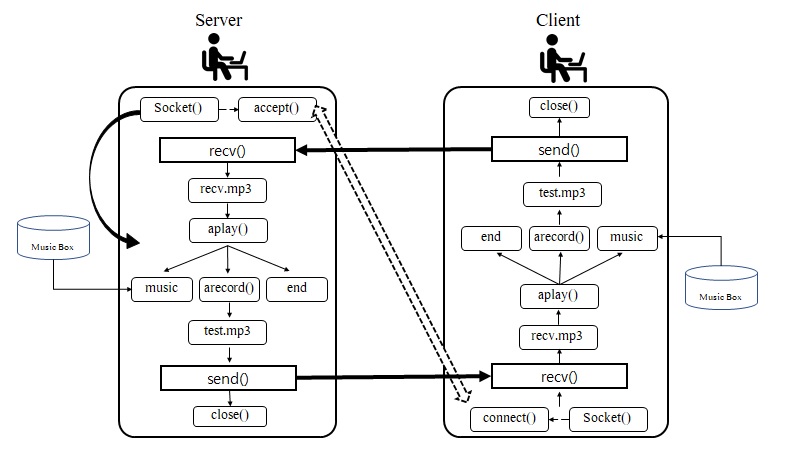 Server
Client
Socket()
accept()
recv()
recv.mp3
aplay()
music
arecord()
end
test.mp3
send()
close()
Music Box
close()
send()
test.mp3
end
arecord()
music
aplay()
recv.mp3
recv()
connect()
Socket()
Music Box